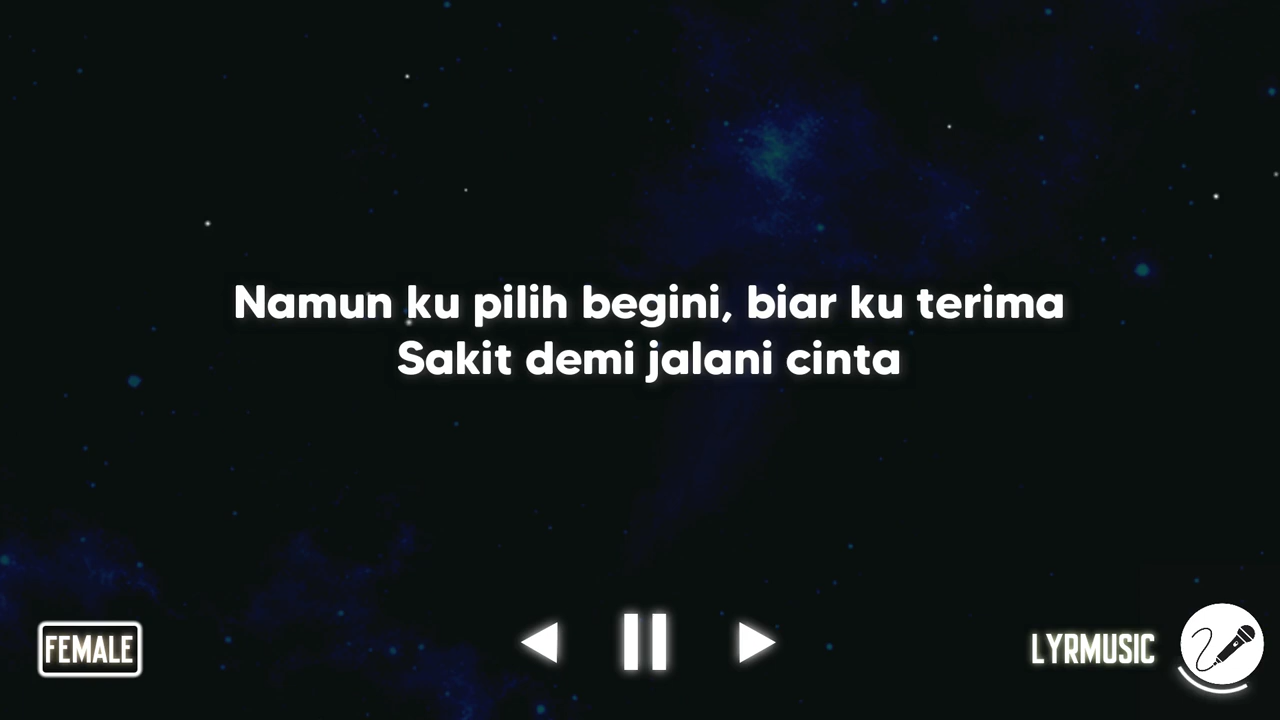 Namun ku pilih begini, biar ku terima
Sakit demi jalani cinta
FEMALE
LYRMUSIC